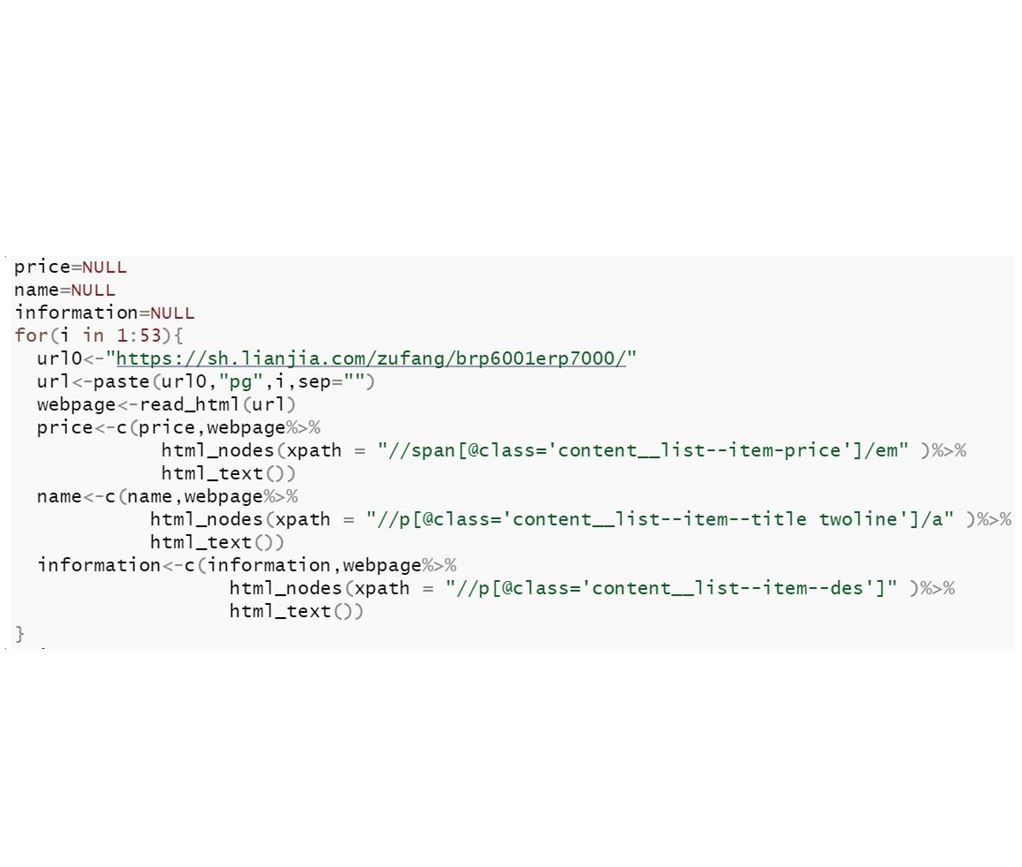 price=NULL
name=NULL
information=NULL
for(i in 1:53){
  url0<-"https://sh.lianjia.com/zufang/brp6001erp7000/"
  url<-paste(url0,"pg",i,sep="")
  webpage<-read_html(url)
  price<-c(price,webpage%>%
             html_nodes(xpath = "//span[@class='content__list--item-price']/em" )%>%
             html_text())
  name<-c(name,webpage%>%
            html_nodes(xpath = "//p[@class='content__list--item--title twoline']/a" )%>%
            html_text())
  information<-c(information,webpage%>%
                   html_nodes(xpath = "//p[@class='content__list--item--des']" )%>%
                   html_text())
}